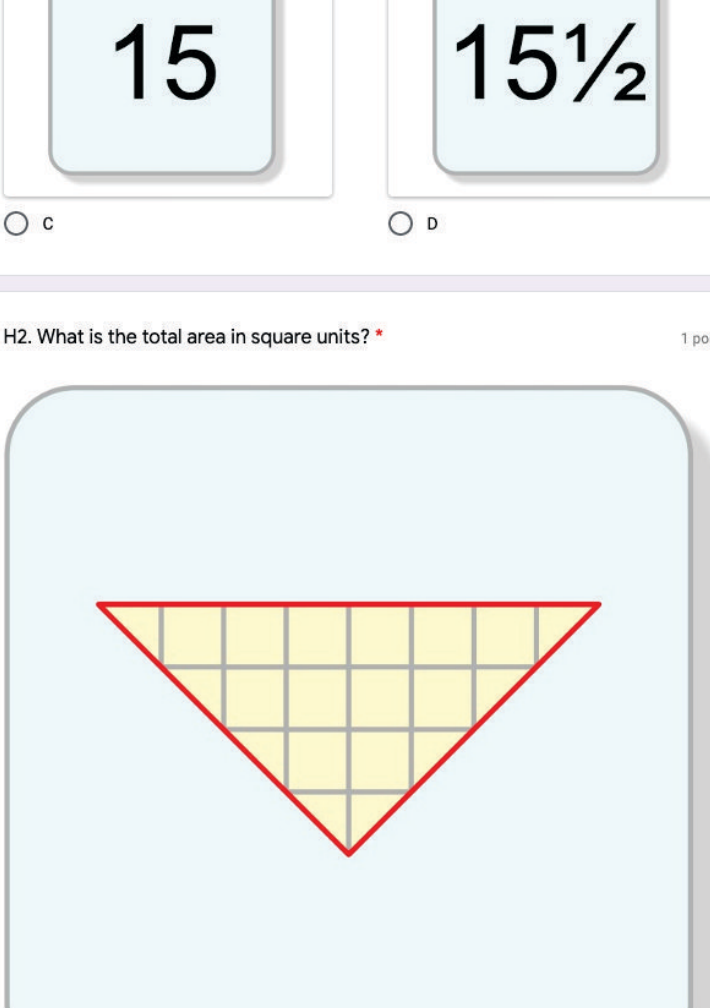 15
15½
C
D
H2. What is the total area in square units? *
1 po